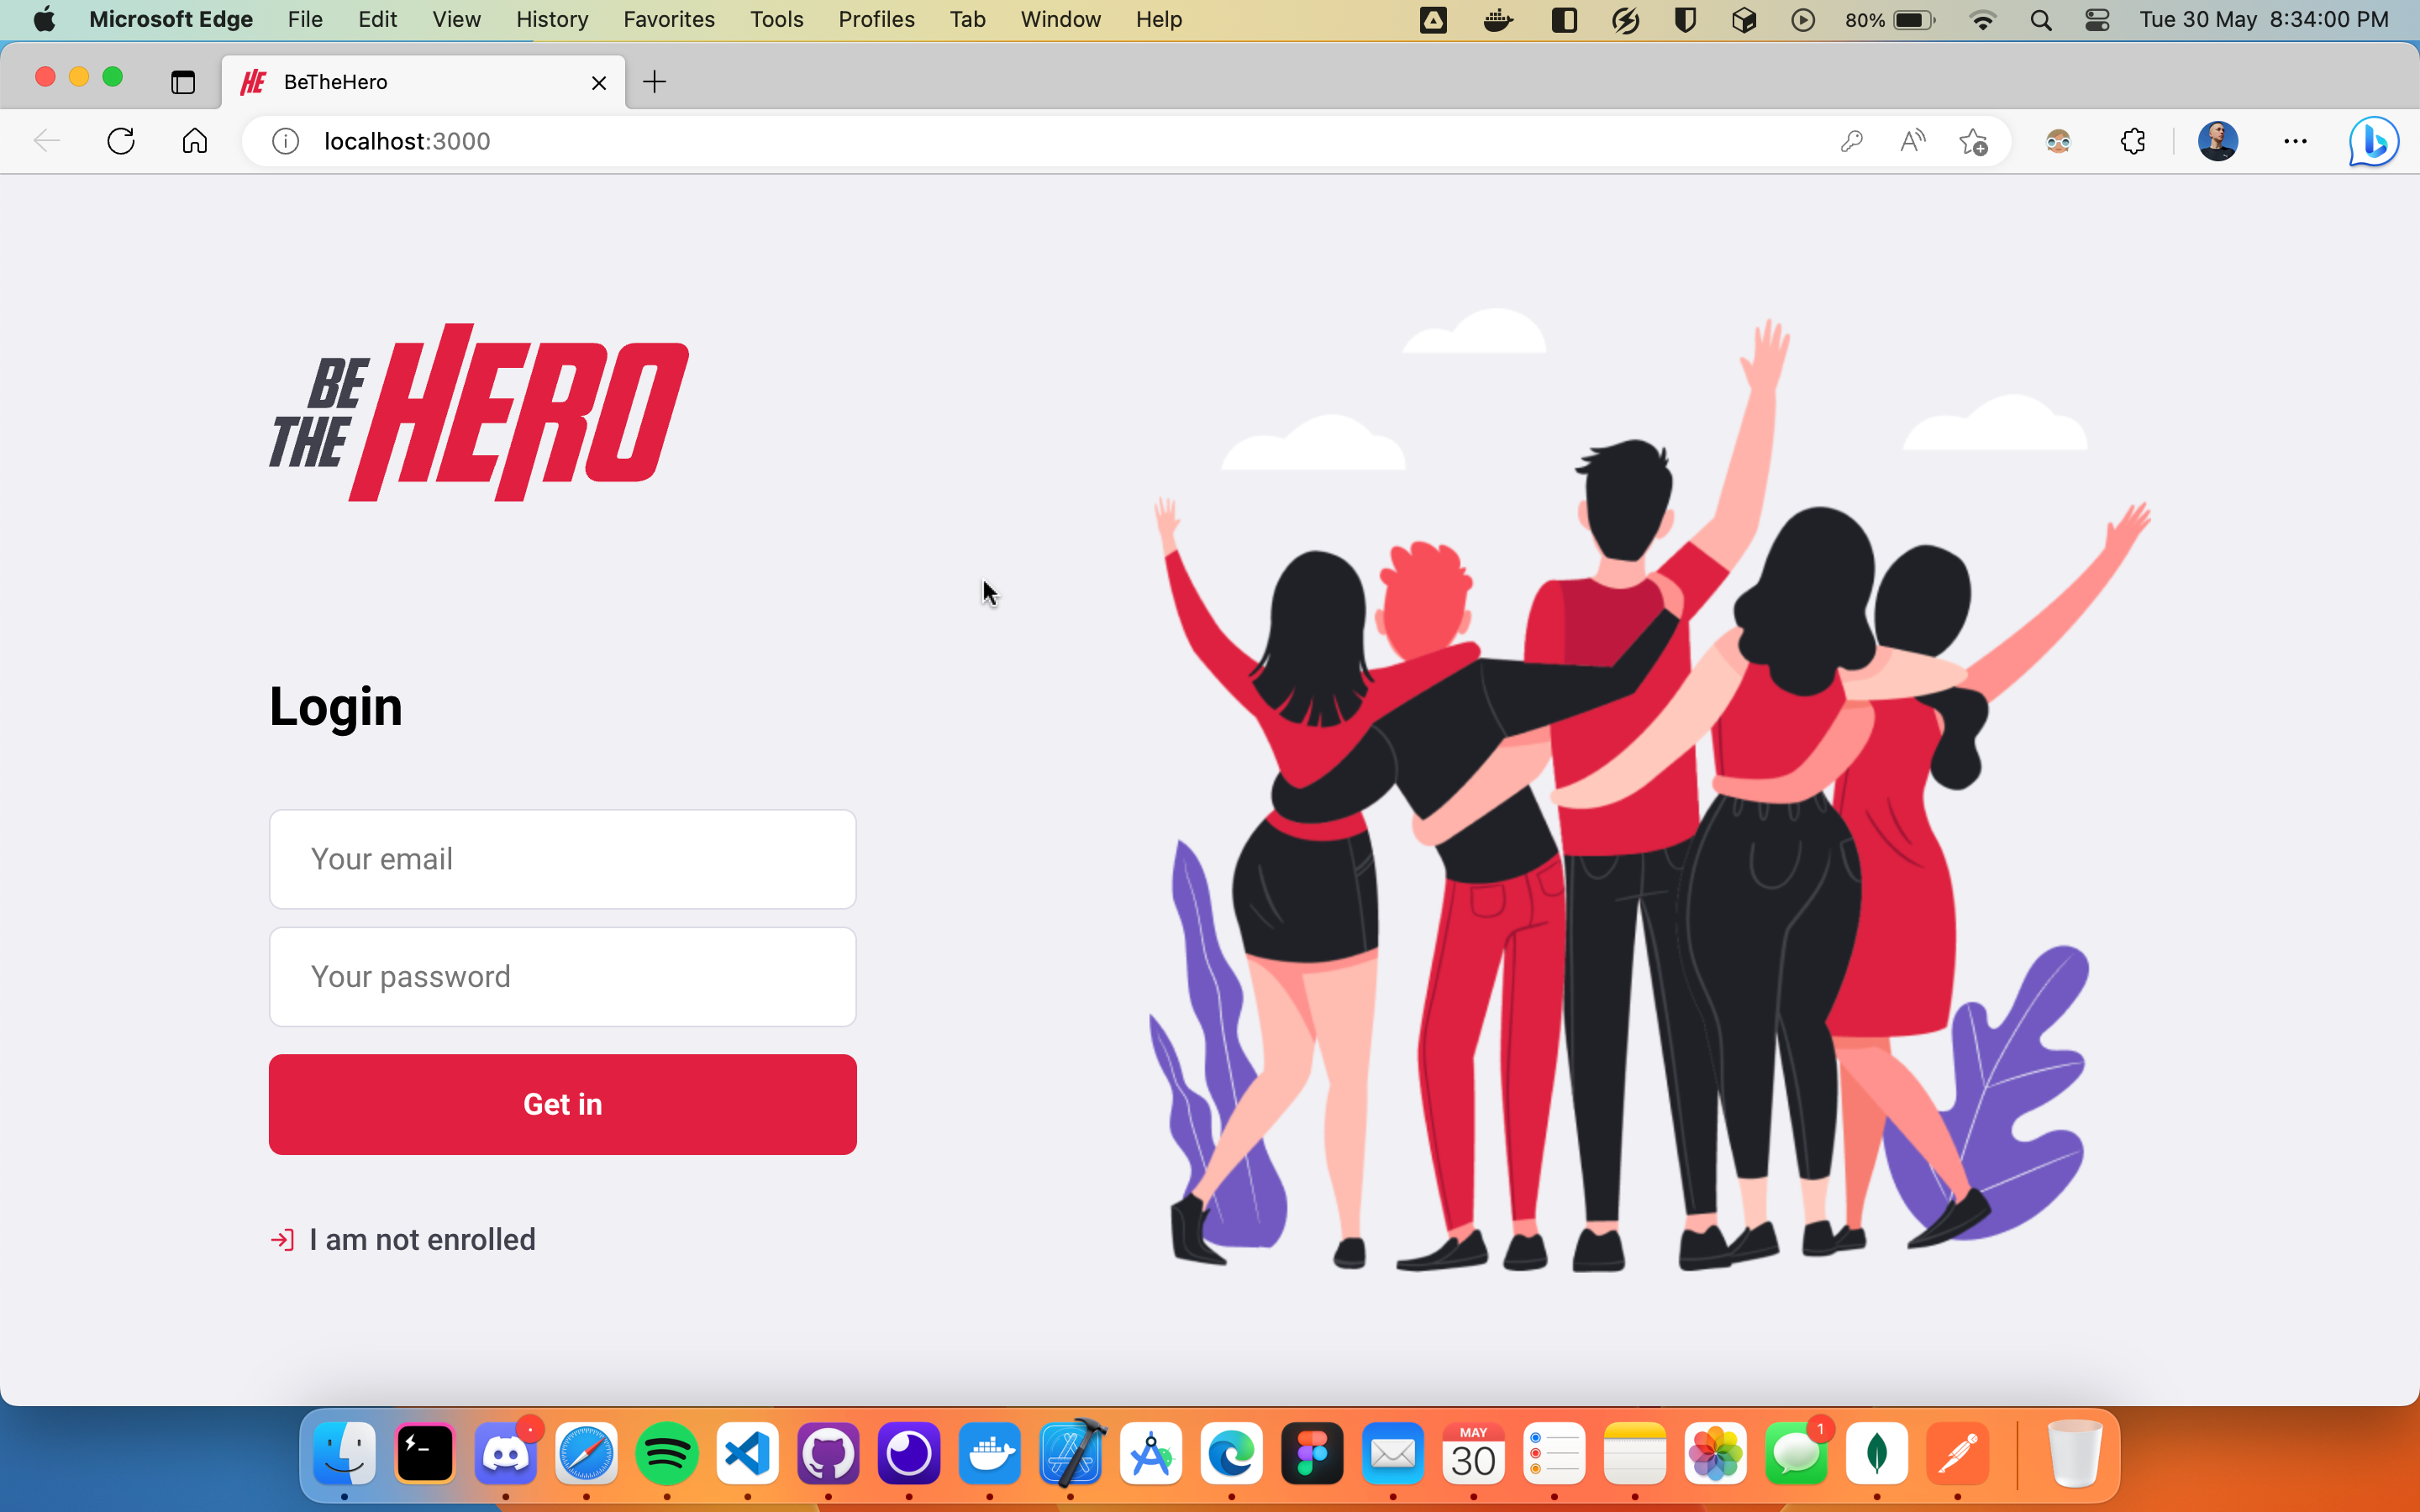 Microsoft Edge File Edit View History Favorites Tools Profiles Tab Window Help 80% Tue 30 May 8:34:00 PM
HE BeTheHero
localhost:3000
BE
THE
HERO
Login
Your email
Your password
Get in
I am not enrolled
MAY
30
1